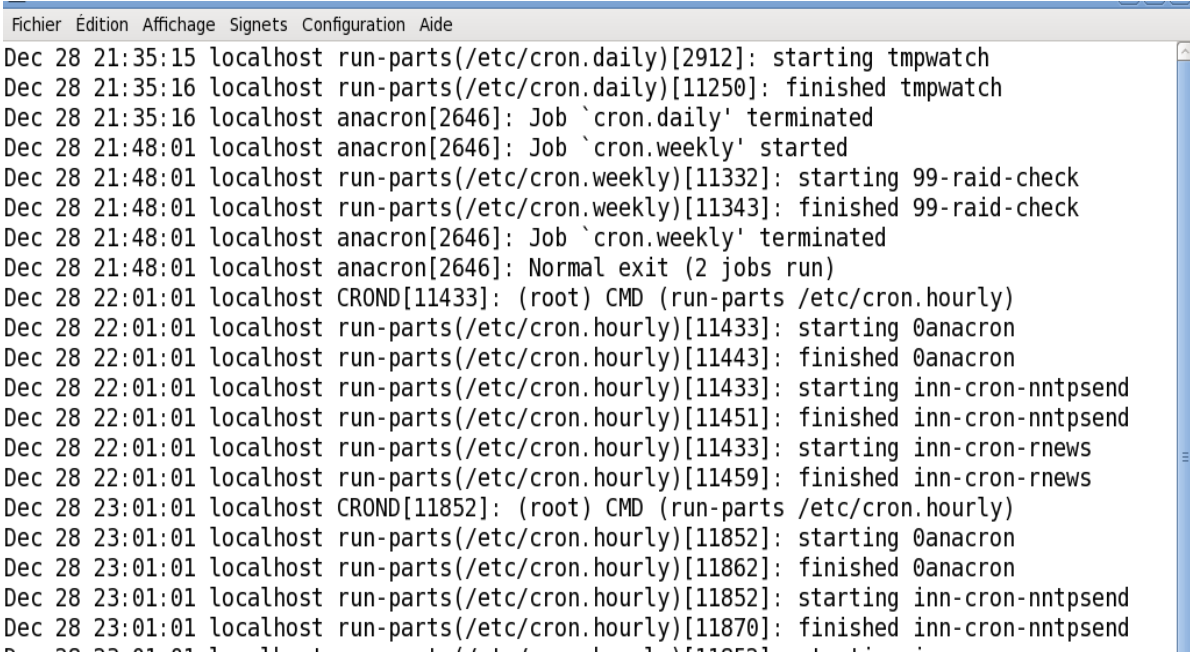 Fichier Édition Affichage Signets Configuration Aide
Dec 28 21:35:15 localhost run-parts(/etc/cron.daily)[2912]: starting tmpwatch
Dec 28 21:35:16 localhost run-parts(/etc/cron.daily)[11250]: finished tmpwatch
Dec 28 21:35:16 localhost anacron[2646]: Job `cron.daily' terminated
Dec 28 21:48:01 localhost anacron[2646]: Job `cron.weekly' started
Dec 28 21:48:01 localhost run-parts(/etc/cron.weekly)[11332]: starting 99-raid-check
Dec 28 21:48:01 localhost run-parts(/etc/cron.weekly)[11343]: finished 99-raid-check
Dec 28 21:48:01 localhost anacron[2646]: Job `cron.weekly' terminated
Dec 28 21:48:01 localhost anacron[2646]: Normal exit (2 jobs run)
Dec 28 22:01:01 localhost CROND[11433]: (root) CMD (run-parts /etc/cron.hourly)
Dec 28 22:01:01 localhost run-parts(/etc/cron.hourly)[11433]: starting 0anacron
Dec 28 22:01:01 localhost run-parts(/etc/cron.hourly)[11443]: finished 0anacron
Dec 28 22:01:01 localhost run-parts(/etc/cron.hourly)[11433]: starting inn-cron-nntpsend
Dec 28 22:01:01 localhost run-parts(/etc/cron.hourly)[11451]: finished inn-cron-nntpsend
Dec 28 22:01:01 localhost run-parts(/etc/cron.hourly)[11433]: starting inn-cron-rnews
Dec 28 22:01:01 localhost run-parts(/etc/cron.hourly)[11459]: finished inn-cron-rnews
Dec 28 23:01:01 localhost CROND[11852]: (root) CMD (run-parts /etc/cron.hourly)
Dec 28 23:01:01 localhost run-parts(/etc/cron.hourly)[11852]: starting 0anacron
Dec 28 23:01:01 localhost run-parts(/etc/cron.hourly)[11862]: finished 0anacron
Dec 28 23:01:01 localhost run-parts(/etc/cron.hourly)[11852]: starting inn-cron-nntpsend
Dec 28 23:01:01 localhost run-parts(/etc/cron.hourly)[11870]: finished inn-cron-nntpsend